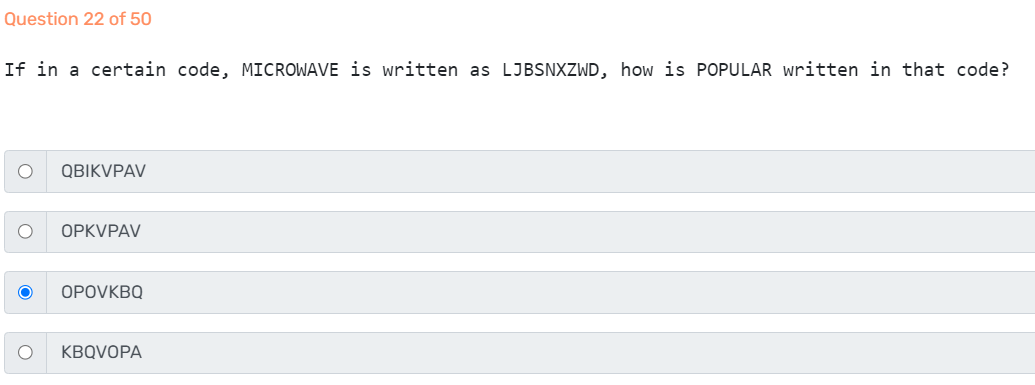 Question 22 of 50
If in a certain code, MICROWAVE is written as LJBSNXZWD, how is POPULAR written in that code?
QBIKVPAV
OPKVPAV
OPOVKBQ
KBQVOPA